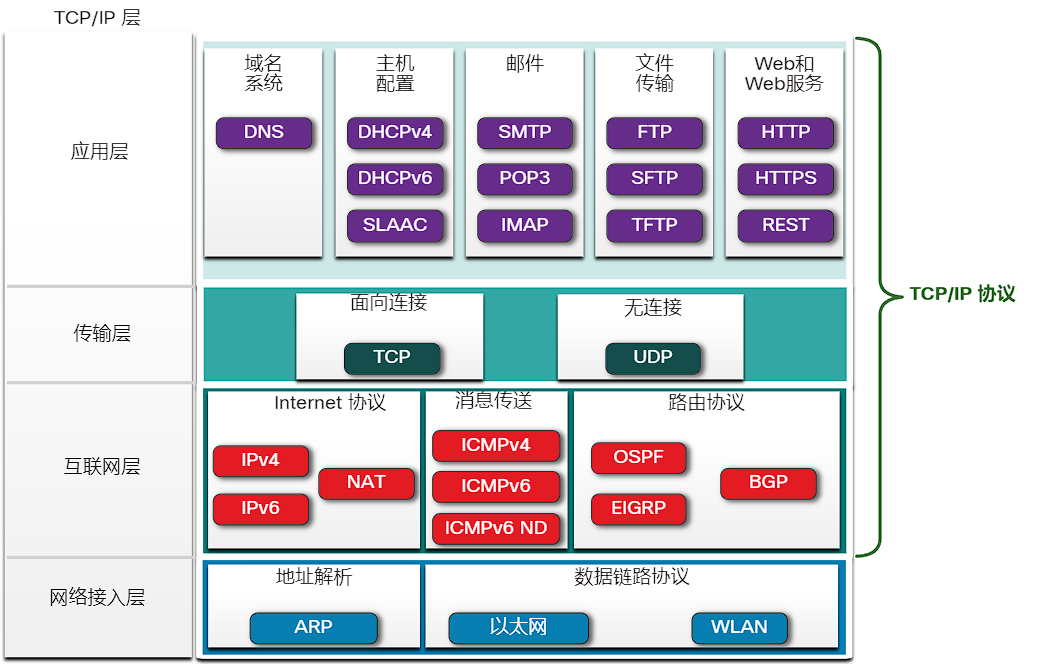 TCP/IP 层
应用层
域名
系统
DNS
主机
配置
DHCPv4
DHCPv6
SLAAC
邮件
SMTP
POP3
IMAP
文件
传输
FTP
SFTP
TFTP
Web和
Web服务
HTTP
HTTPS
REST
TCP/IP 协议
传输层
面向连接
TCP
无连接
UDP
互联网层
Internet 协议
IPv4
IPv6
NAT
消息传送
ICMPv4
ICMPv6
ICMPv6 ND
路由协议
OSPF
EIGRP
BGP
网络接入层
地址解析
ARP
数据链路协议
以太网
WLAN